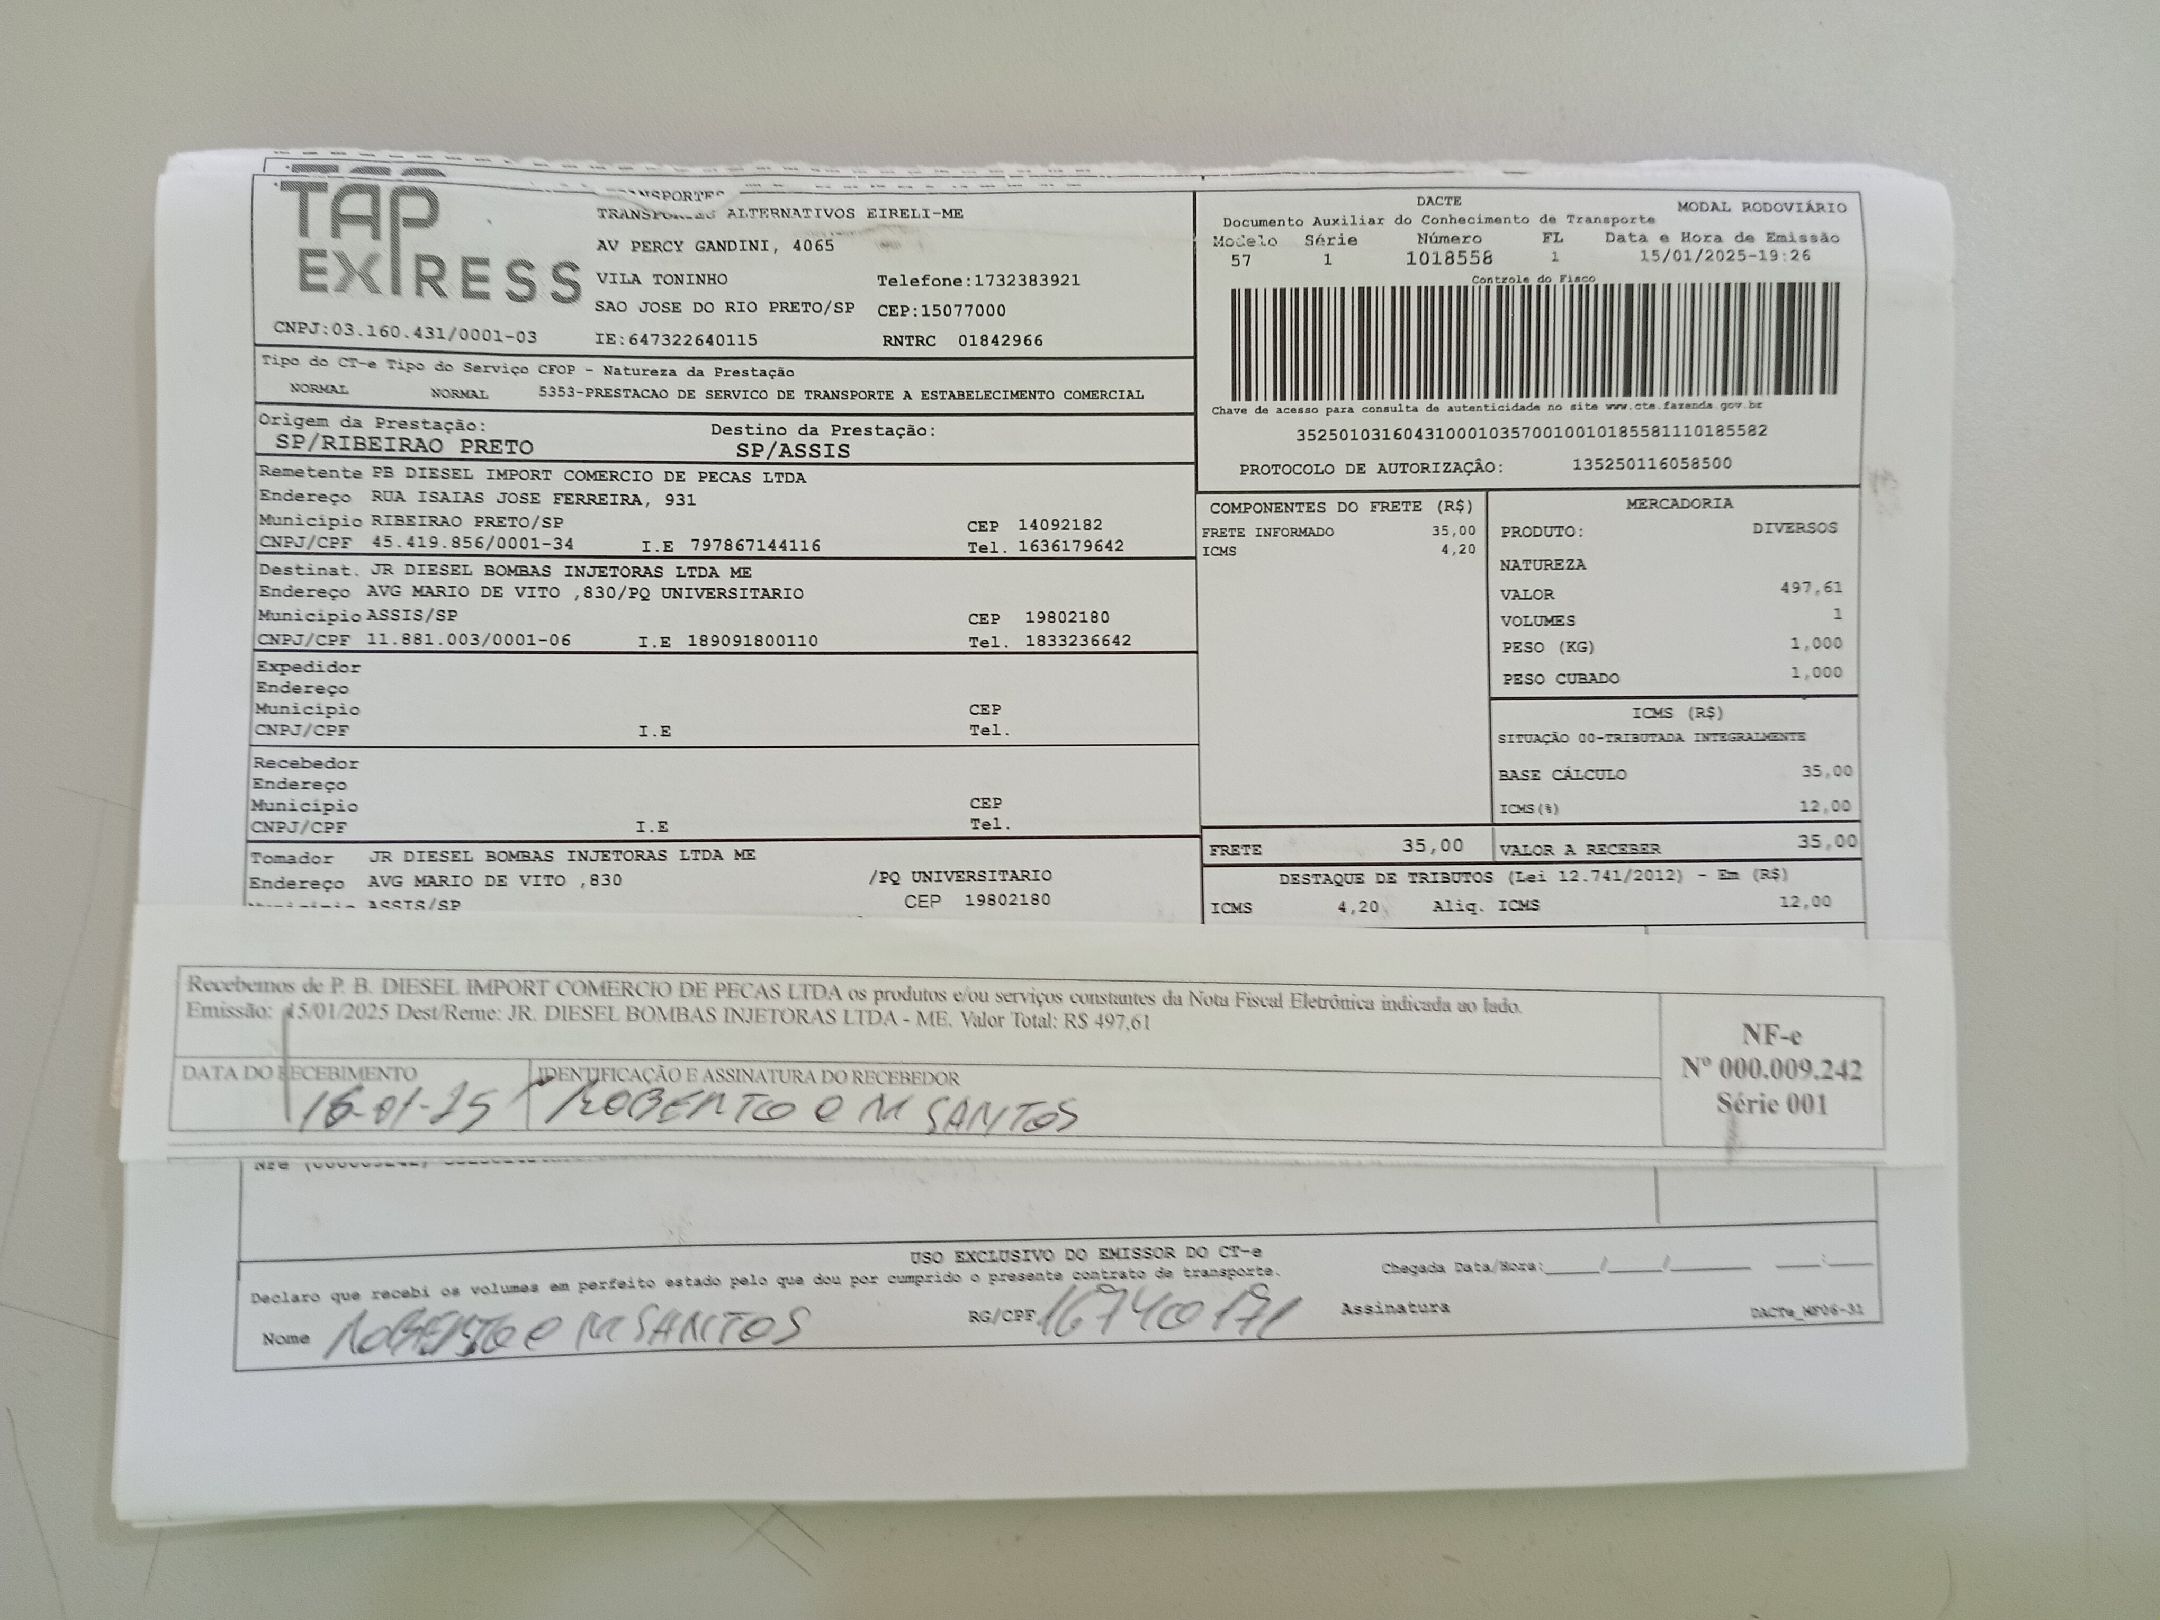 TAP
EXPRESS
TRANSPORTES ALTERNATIVOS EIRELI-ME
AV PERCY GANDINI, 4065
VILA TONINHO Telefone:1732383921
SAO JOSE DO RIO PRETO/SP CEP:15077000
CNPJ:03.160.431/0001-03 IE:647322640115 RNTRC 01842966
DACTE MODAL RODOVIÁRIO
Documento Auxiliar do Conhecimento de Transporte
Modelo Série Número FL Data e Hora de Emissão
57 1 1018558 1 15/01/2025-19:26
Controle do Fisco
Chave de acesso para consulta de autenticidade no site www.cte.fazenda.gov.br
35250103160431000103570010010185581110185582
PROTOCOLO DE AUTORIZAÇÃO: 135250116058500
Tipo do CT-e Tipo do Serviço CFOP - Natureza da Prestação
NORMAL NORMAL 5353-PRESTACAO DE SERVICO DE TRANSPORTE A ESTABELECIMENTO COMERCIAL
Origem da Prestação: Destino da Prestação:
SP/RIBEIRAO PRETO SP/ASSIS
Remetente PB DIESEL IMPORT COMERCIO DE PECAS LTDA
Endereço RUA ISAIAS JOSE FERREIRA, 931
Município RIBEIRAO PRETO/SP CEP 14092182
CNPJ/CPF 45.419.856/0001-34 I.E 797867144116 Tel. 1636179642
Destinat. JR DIESEL BOMBAS INJETORAS LTDA ME
Endereço AVG MARIO DE VITO ,830/PQ UNIVERSITARIO
Município ASSIS/SP CEP 19802180
CNPJ/CPF 11.881.003/0001-06 I.E 189091800110 Tel. 1833236642
Expedidor
Endereço
Município CEP
CNPJ/CPF I.E Tel.
Recebedor
Endereço
Município CEP
CNPJ/CPF I.E Tel.
Tomador JR DIESEL BOMBAS INJETORAS LTDA ME
Endereço AVG MARIO DE VITO ,830 /PQ UNIVERSITARIO
Município ASSIS/SP CEP 19802180
COMPONENTES DO FRETE (R$)
FRETE INFORMADO 35,00
ICMS 4,20
MERCADORIA
PRODUTO: DIVERSOS
NATUREZA
VALOR 497,61
VOLUMES 1
PESO (KG) 1,000
PESO CUBADO 1,000
ICMS (R$)
SITUAÇÃO 00-TRIBUTADA INTEGRALMENTE
BASE CÁLCULO 35,00
ICMS(%) 12,00
FRETE 35,00 VALOR A RECEBER 35,00
DESTAQUE DE TRIBUTOS (Lei 12.741/2012) - Em (R$)
ICMS 4,20 Aliq. ICMS 12,00
Recebemos de P. B. DIESEL IMPORT COMERCIO DE PECAS LTDA os produtos e/ou serviços constantes da Nota Fiscal Eletrônica indicada ao lado.
Emissão: 15/01/2025 Dest/Reme: JR. DIESEL BOMBAS INJETORAS LTDA - ME. Valor Total: R$ 497,61
DATA DO RECEBIMENTO IDENTIFICAÇÃO E ASSINATURA DO RECEBEDOR
16-01-25 ROBERTO O M SANTOS
NF-e
Nº 000.009.242
Série 001
USO EXCLUSIVO DO EMISSOR DO CT-e
Declaro que recebi os volumes em perfeito estado pelo que dou por cumprido o presente contrato de transporte. Chegada Data/Hora:_____/_____/_______ ____:____
Nome ROBERTO O M SANTOS RG/CPF 16740171 Assinatura DACTe_MF06-31